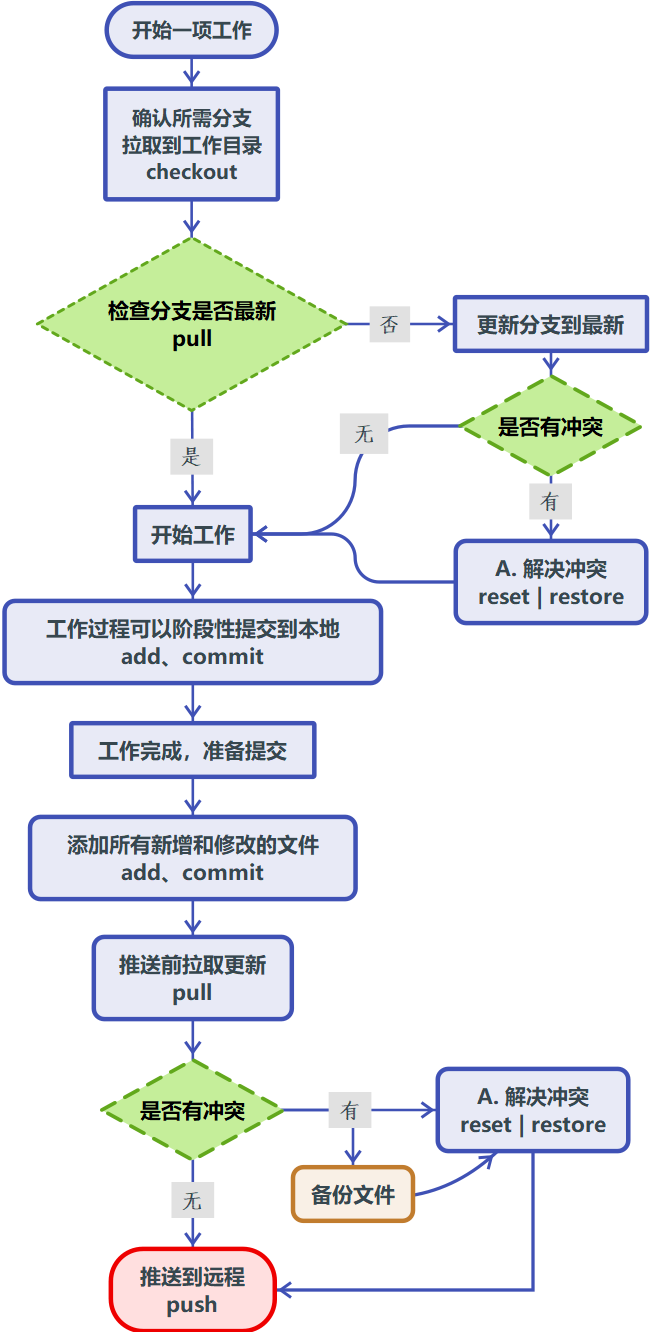 开始一项工作
确认所需分支
拉取到工作目录
checkout
检查分支是否最新
pull
否
更新分支到最新
是否有冲突
无
有
是
开始工作
A. 解决冲突
reset | restore
工作过程可以阶段性提交到本地
add、commit
工作完成，准备提交
添加所有新增和修改的文件
add、commit
推送前拉取更新
pull
是否有冲突
有
A. 解决冲突
reset | restore
备份文件
无
推送到远程
push